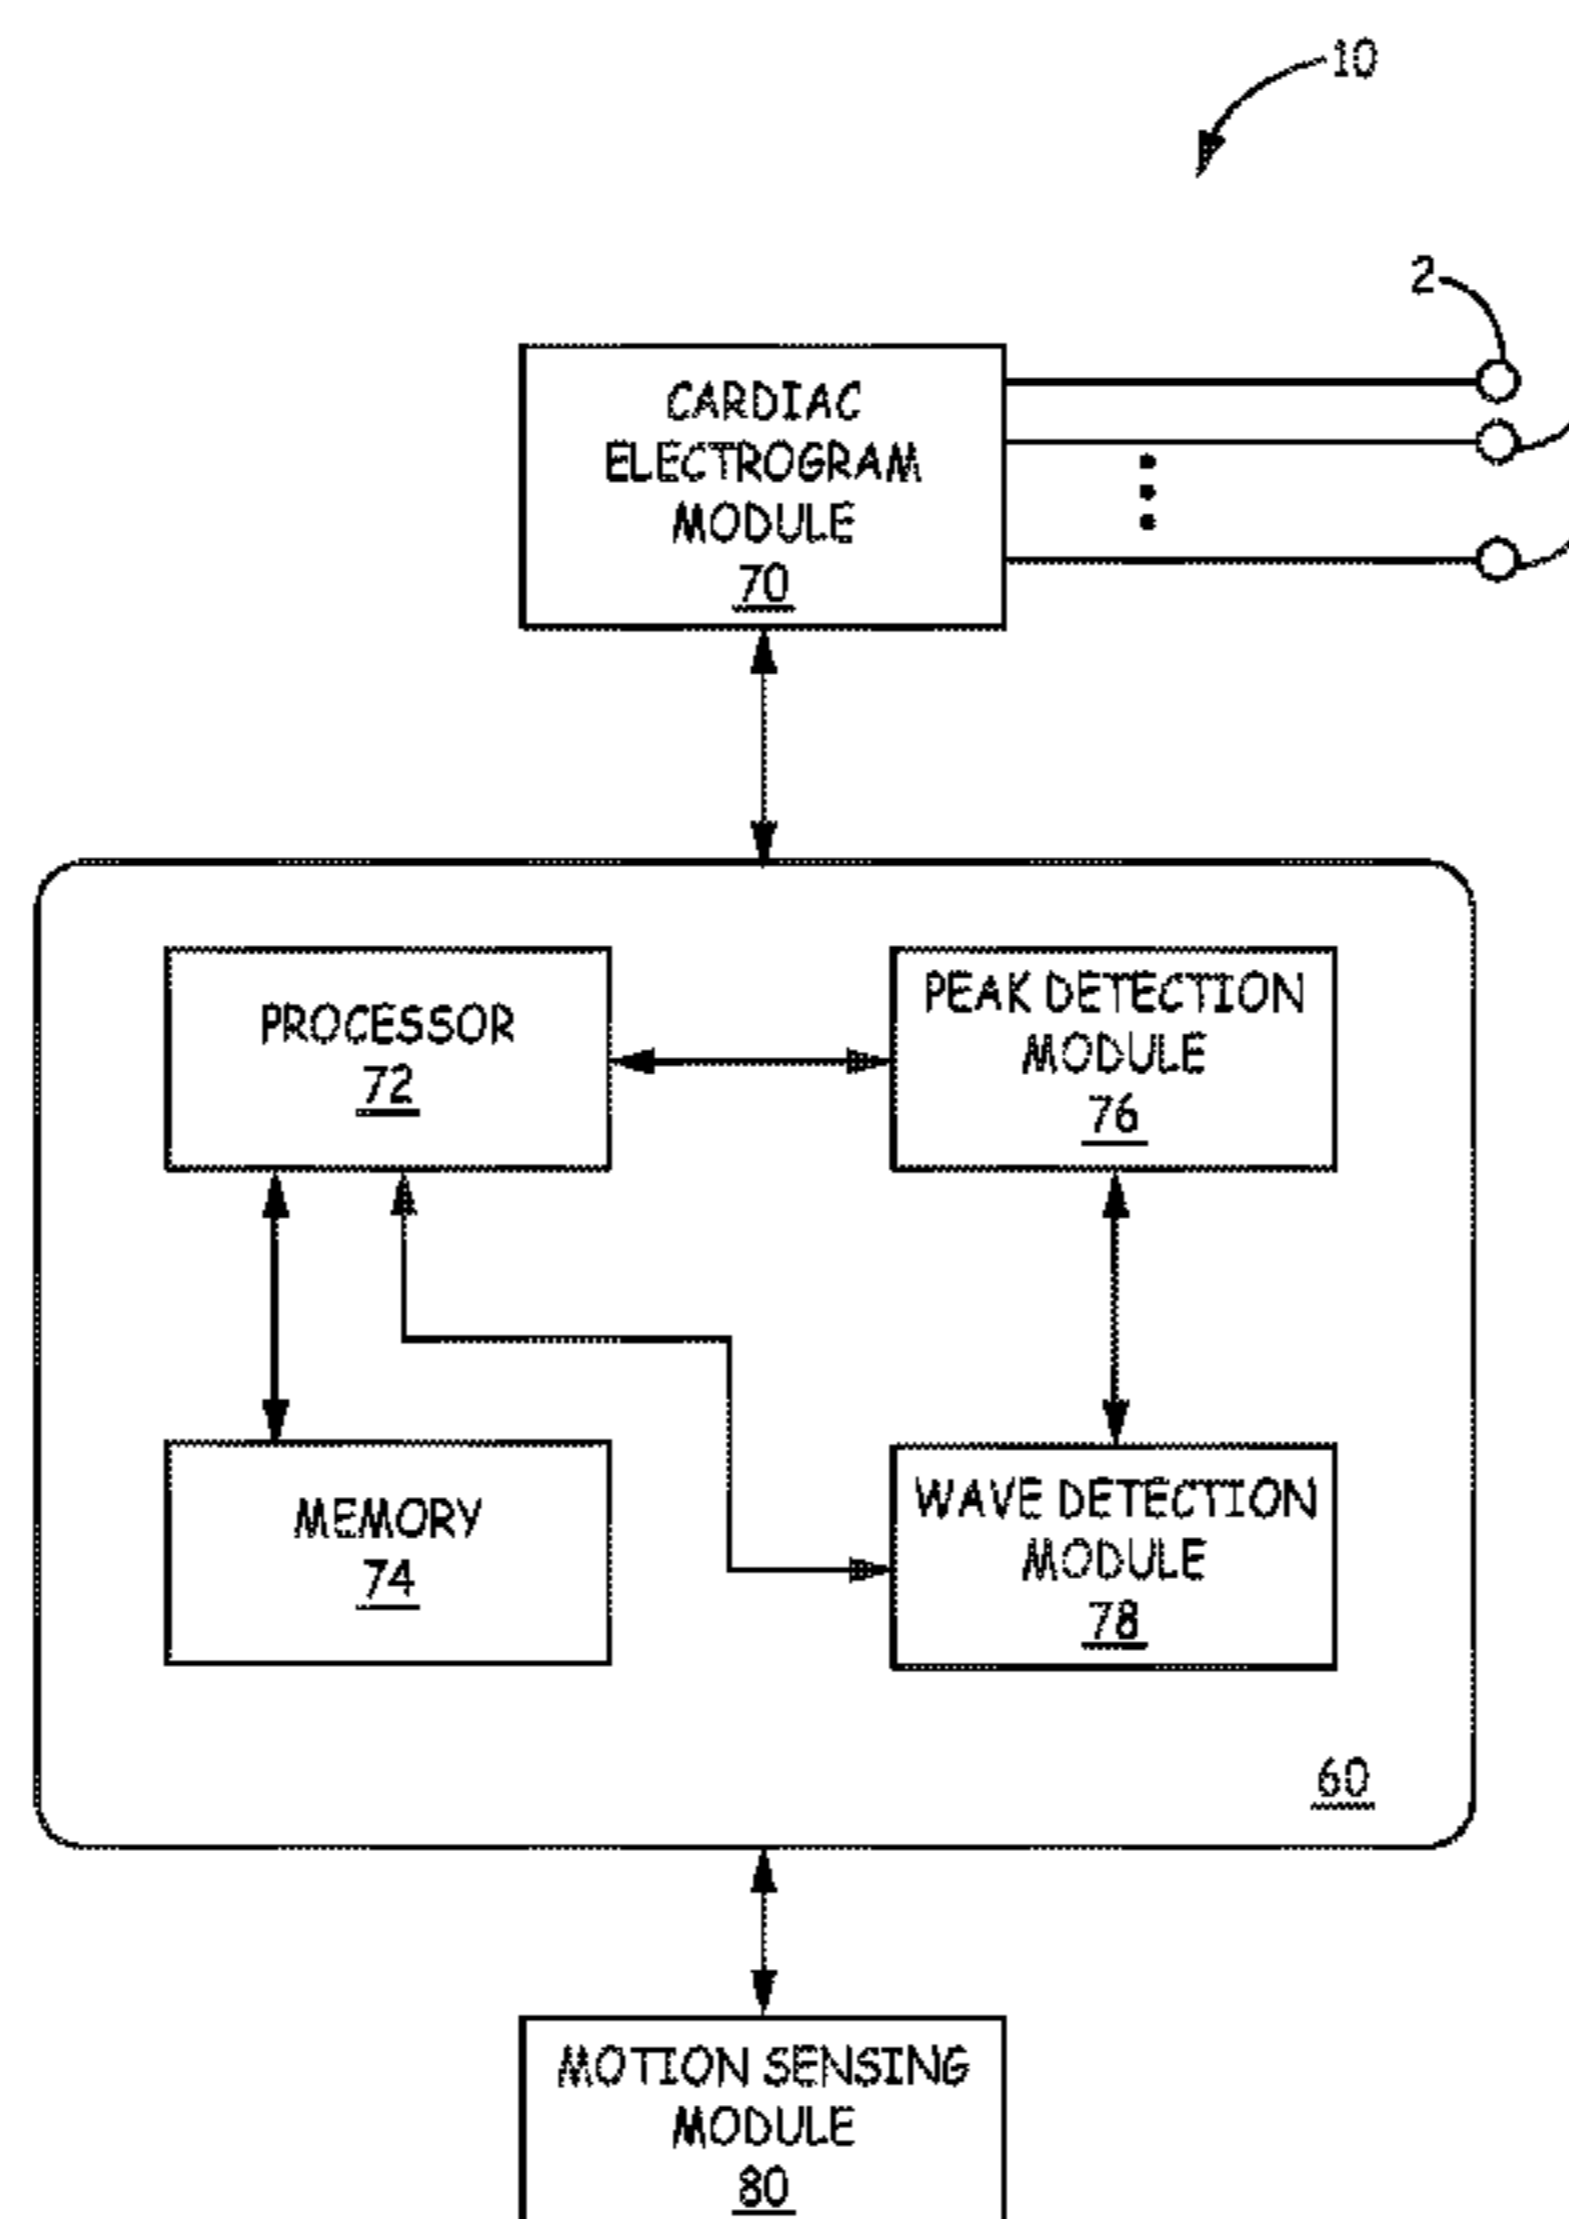 10
2
CARDIAC
ELECTROGRAM
MODULE
70
PROCESSOR
72
PEAK DETECTION
MODULE
76
MEMORY
74
WAVE DETECTION
MODULE
78
60
MOTION SENSING
MODULE
80